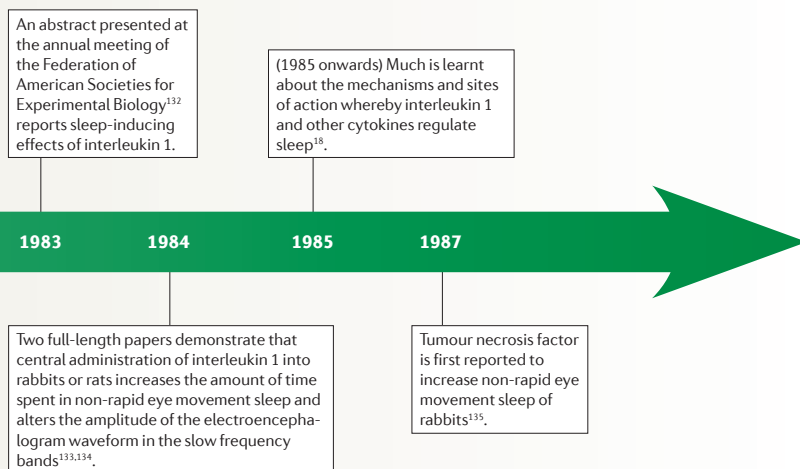 An abstract presented at
the annual meeting of
the Federation of
American Societies for
Experimental Biology¹³²
reports sleep-inducing
effects of interleukin 1.
(1985 onwards) Much is learnt
about the mechanisms and sites
of action whereby interleukin 1
and other cytokines regulate
sleep¹⁸.
1983 1984 1985 1987
Two full-length papers demonstrate that
central administration of interleukin 1 into
rabbits or rats increases the amount of time
spent in non-rapid eye movement sleep and
alters the amplitude of the electroencepha-
logram waveform in the slow frequency
bands¹³³,¹³⁴.
Tumour necrosis factor
is first reported to
increase non-rapid eye
movement sleep of
rabbits¹³⁵.